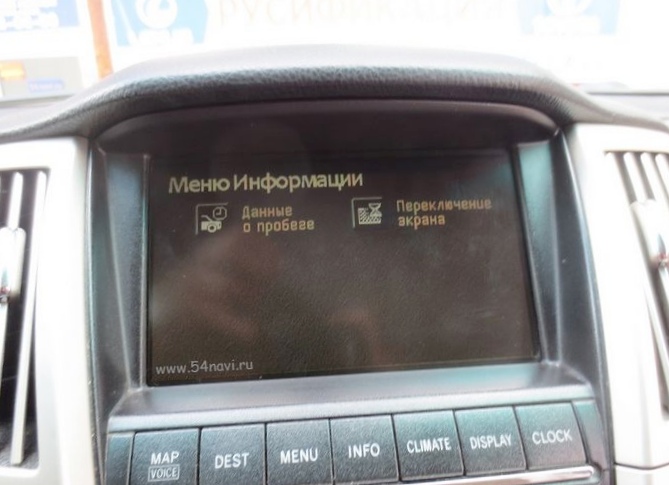 РУСИФИКАЦИЯ
Меню Информации
Данные
о пробеге
Переключение
экрана
www.54navi.ru
MAP
VOICE
DEST
MENU
INFO
CLIMATE
DISPLAY
CLOCK